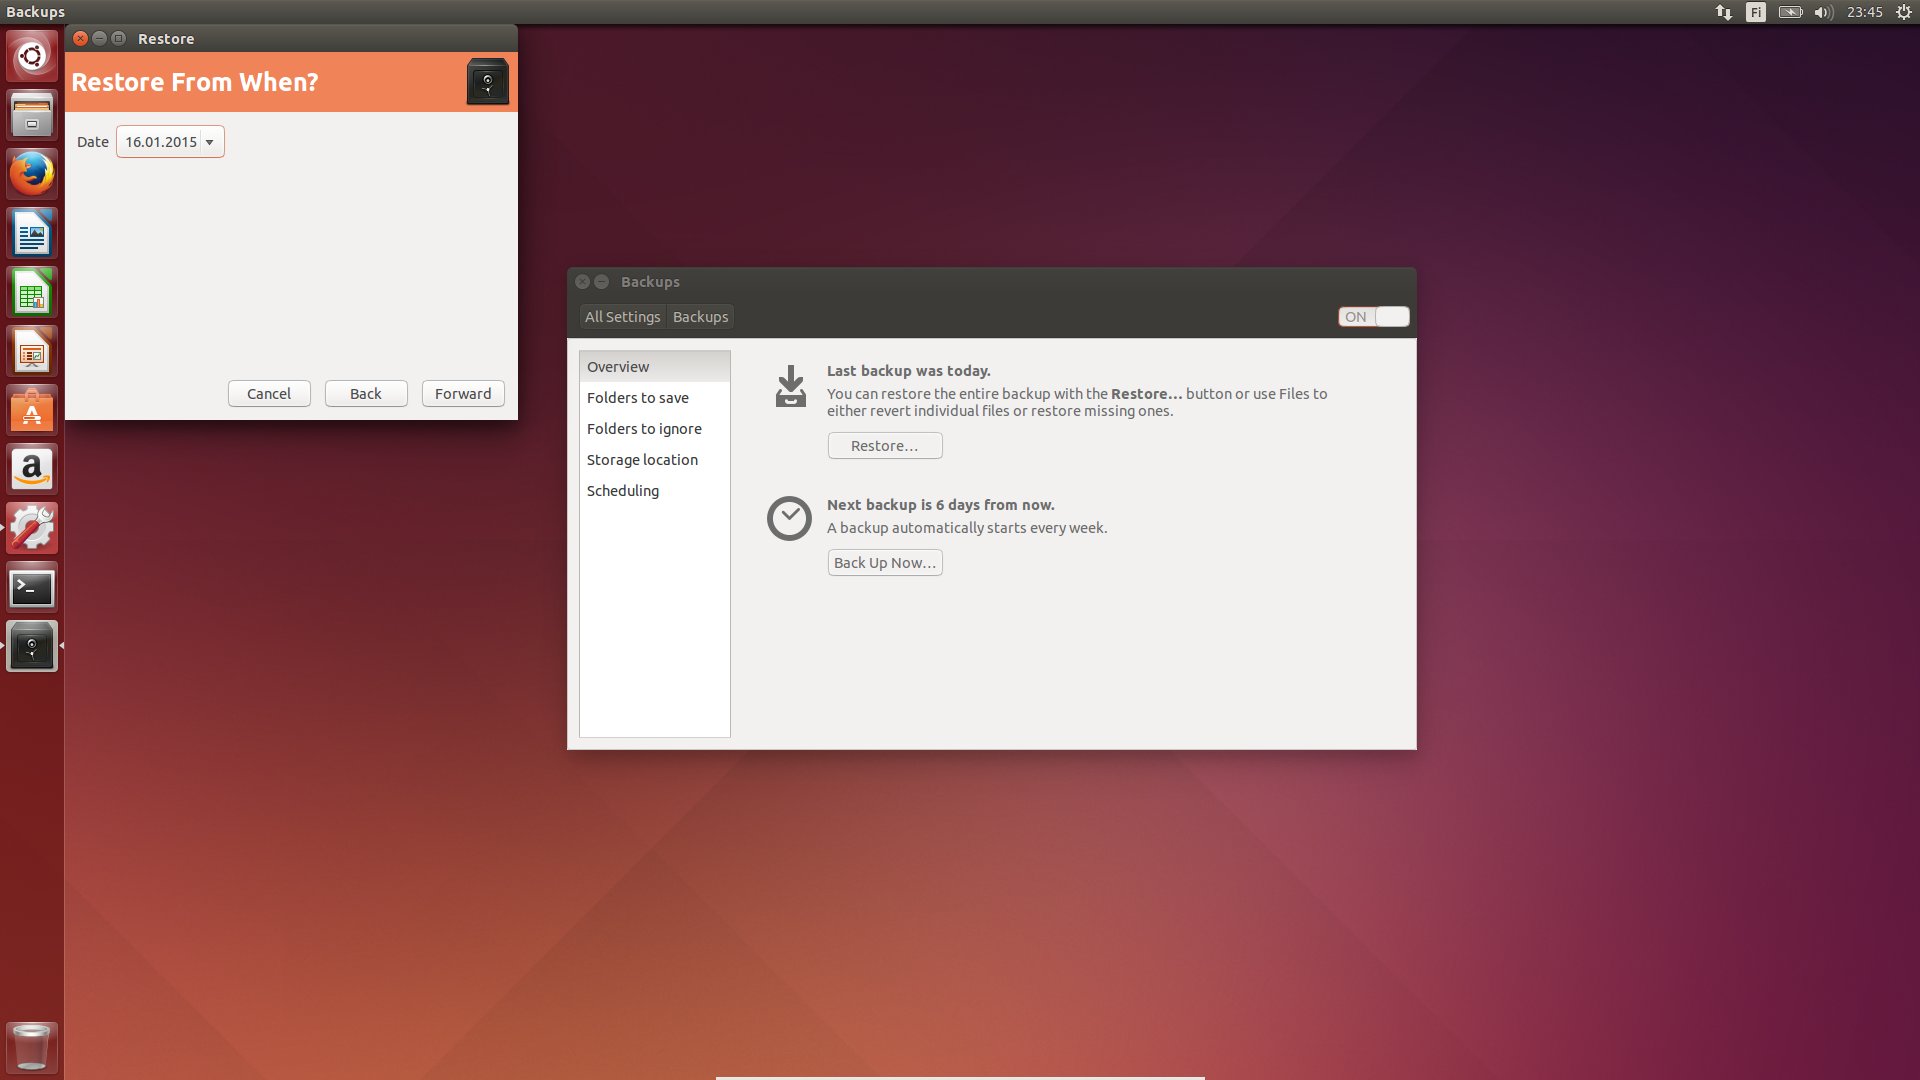 Backups
Fi
23:45
Restore
Restore From When?
Date 16.01.2015
Cancel Back Forward
Backups
All Settings Backups
ON
Overview
Folders to save
Folders to ignore
Storage location
Scheduling
Last backup was today.
You can restore the entire backup with the Restore... button or use Files to
either revert individual files or restore missing ones.
Restore...
Next backup is 6 days from now.
A backup automatically starts every week.
Back Up Now...